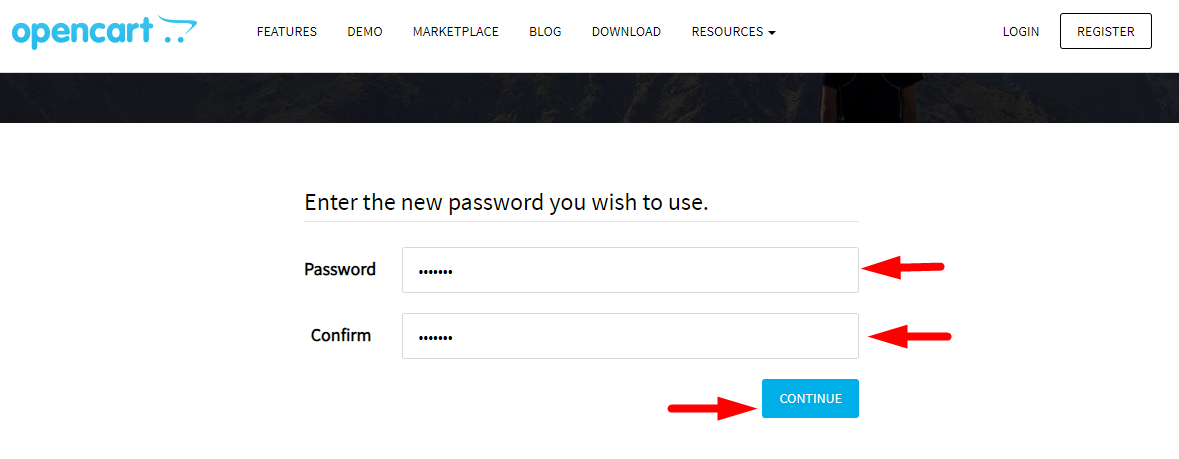 opencart
FEATURES DEMO MARKETPLACE BLOG DOWNLOAD RESOURCES LOGIN REGISTER
Enter the new password you wish to use.
Password •••••••
Confirm •••••••
CONTINUE